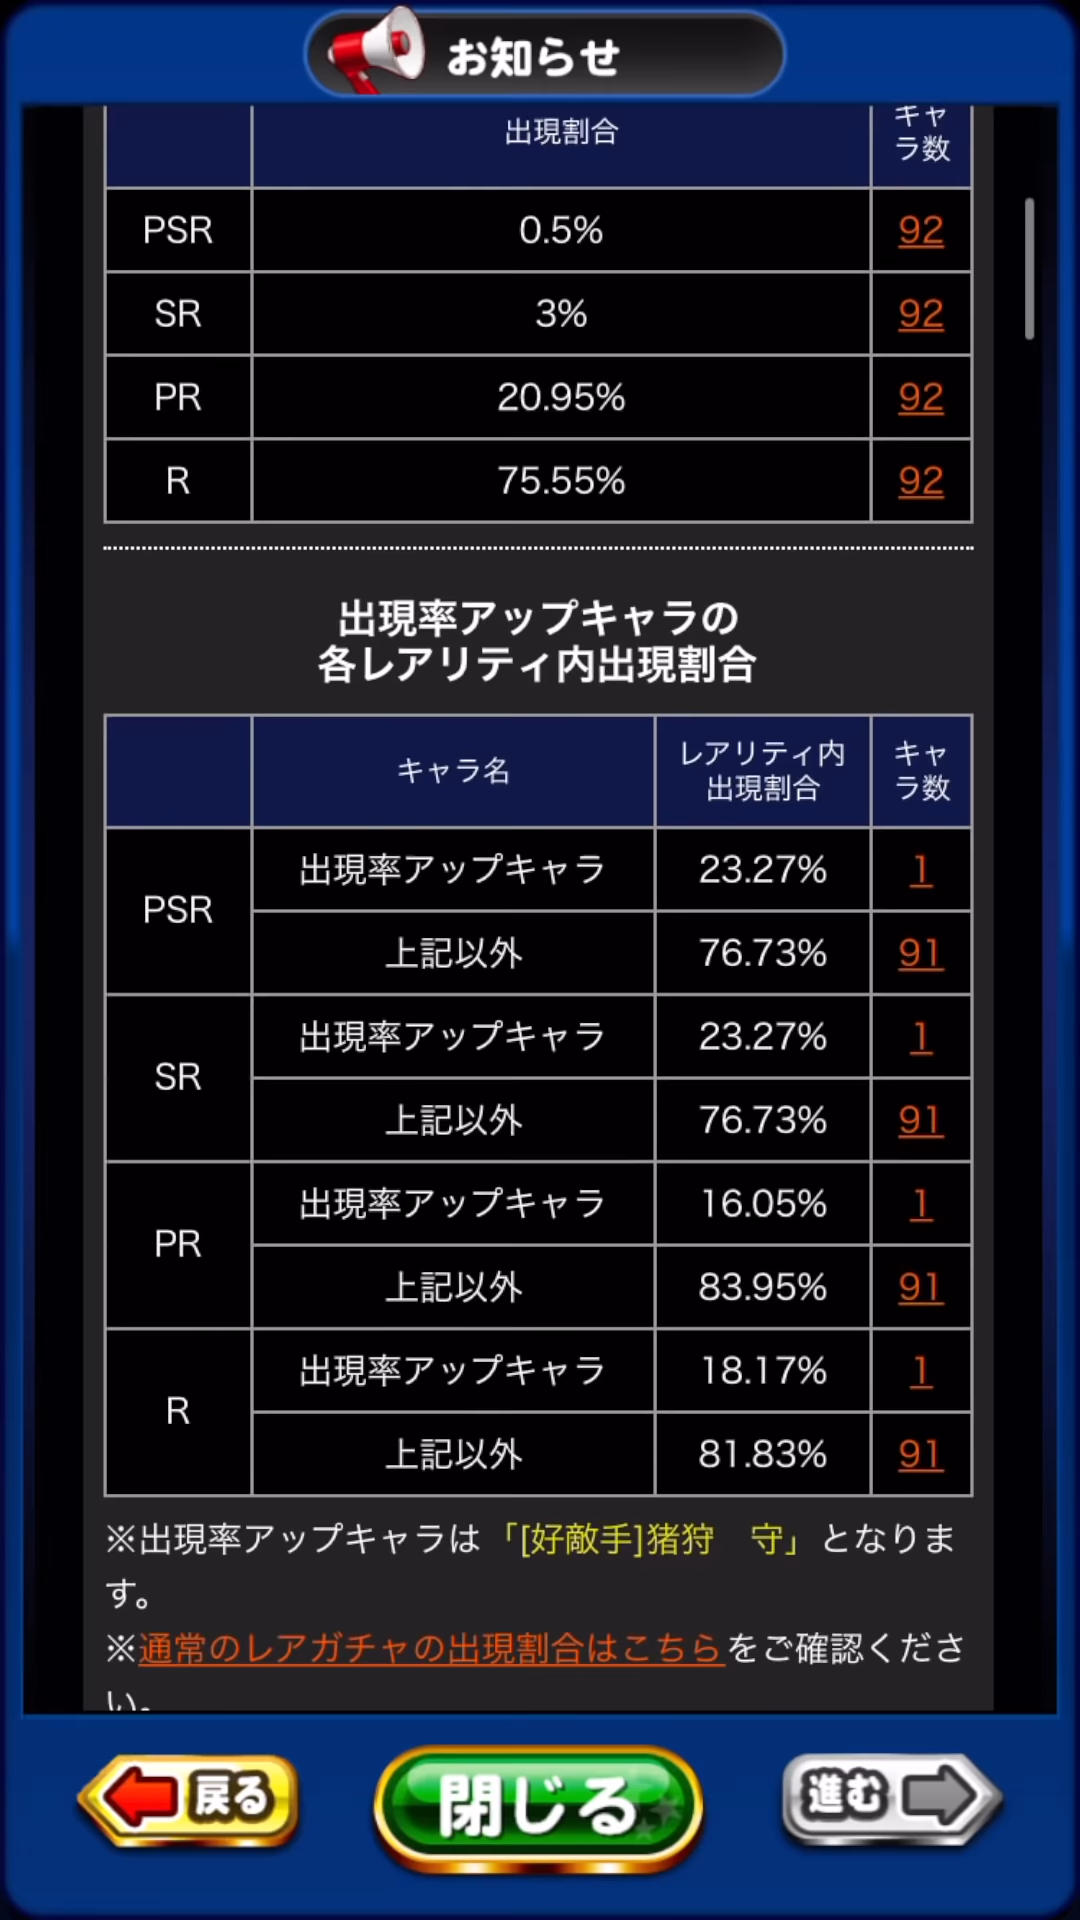 お知らせ
出現割合 キャラ数
PSR 0.5% 92
SR 3% 92
PR 20.95% 92
R 75.55% 92
出現率アップキャラの
各レアリティ内出現割合
キャラ名 レアリティ内出現割合 キャラ数
PSR 出現率アップキャラ 23.27% 1
上記以外 76.73% 91
SR 出現率アップキャラ 23.27% 1
上記以外 76.73% 91
PR 出現率アップキャラ 16.05% 1
上記以外 83.95% 91
R 出現率アップキャラ 18.17% 1
上記以外 81.83% 91
※出現率アップキャラは「[好敵手]猪狩　守」となりま
す。
※通常のレアガチャの出現割合はこちらをご確認くださ
い。
戻る 閉じる 進む